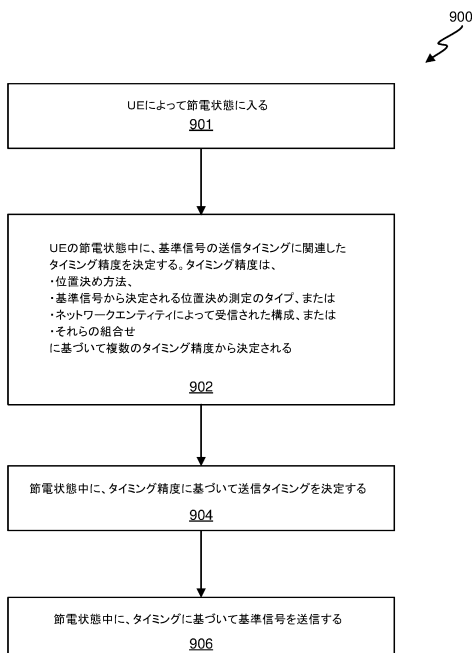 900
UEによって節電状態に入る
901
UEの節電状態中に、基準信号の送信タイミングに関連した
タイミング精度を決定する。タイミング精度は、
・位置決め方法、
・基準信号から決定される位置決め測定のタイプ、または
・ネットワークエンティティによって受信された構成、または
・それらの組合せ
に基づいて複数のタイミング精度から決定される
902
節電状態中に、タイミング精度に基づいて送信タイミングを決定する
904
節電状態中に、タイミングに基づいて基準信号を送信する
906